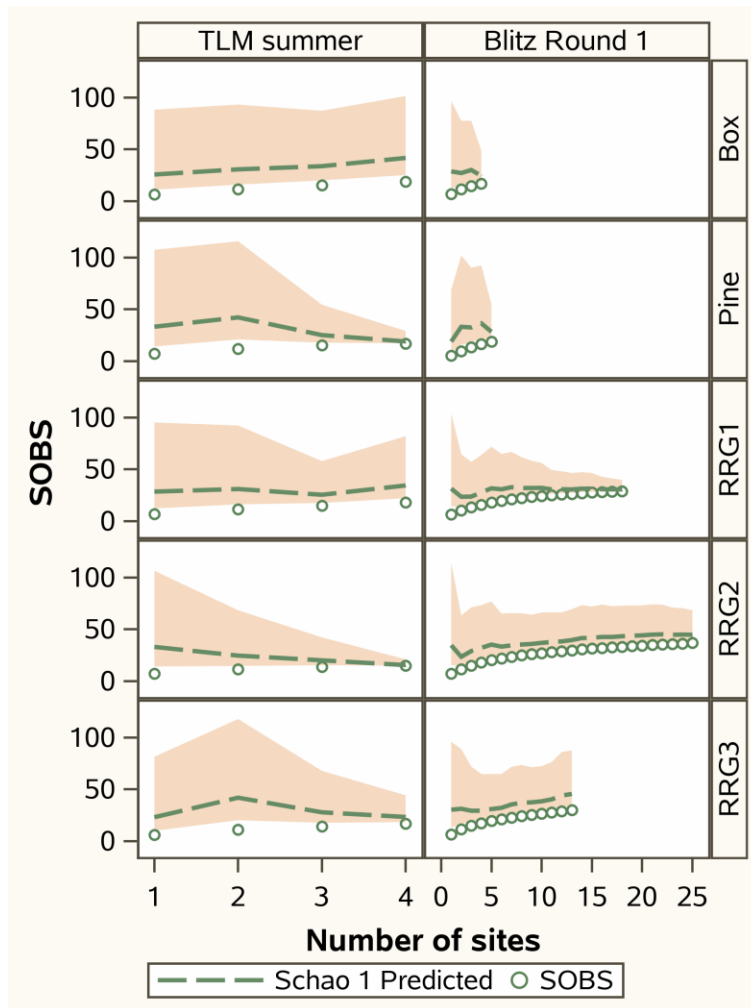 TLM summer Blitz Round 1
100
50
0
Box
100
50
0
Pine
SOBS
100
50
0
RRG1
100
50
0
RRG2
100
50
0
RRG3
1 2 3 4 0 5 10 15 20 25
Number of sites
Schao 1 Predicted SOBS